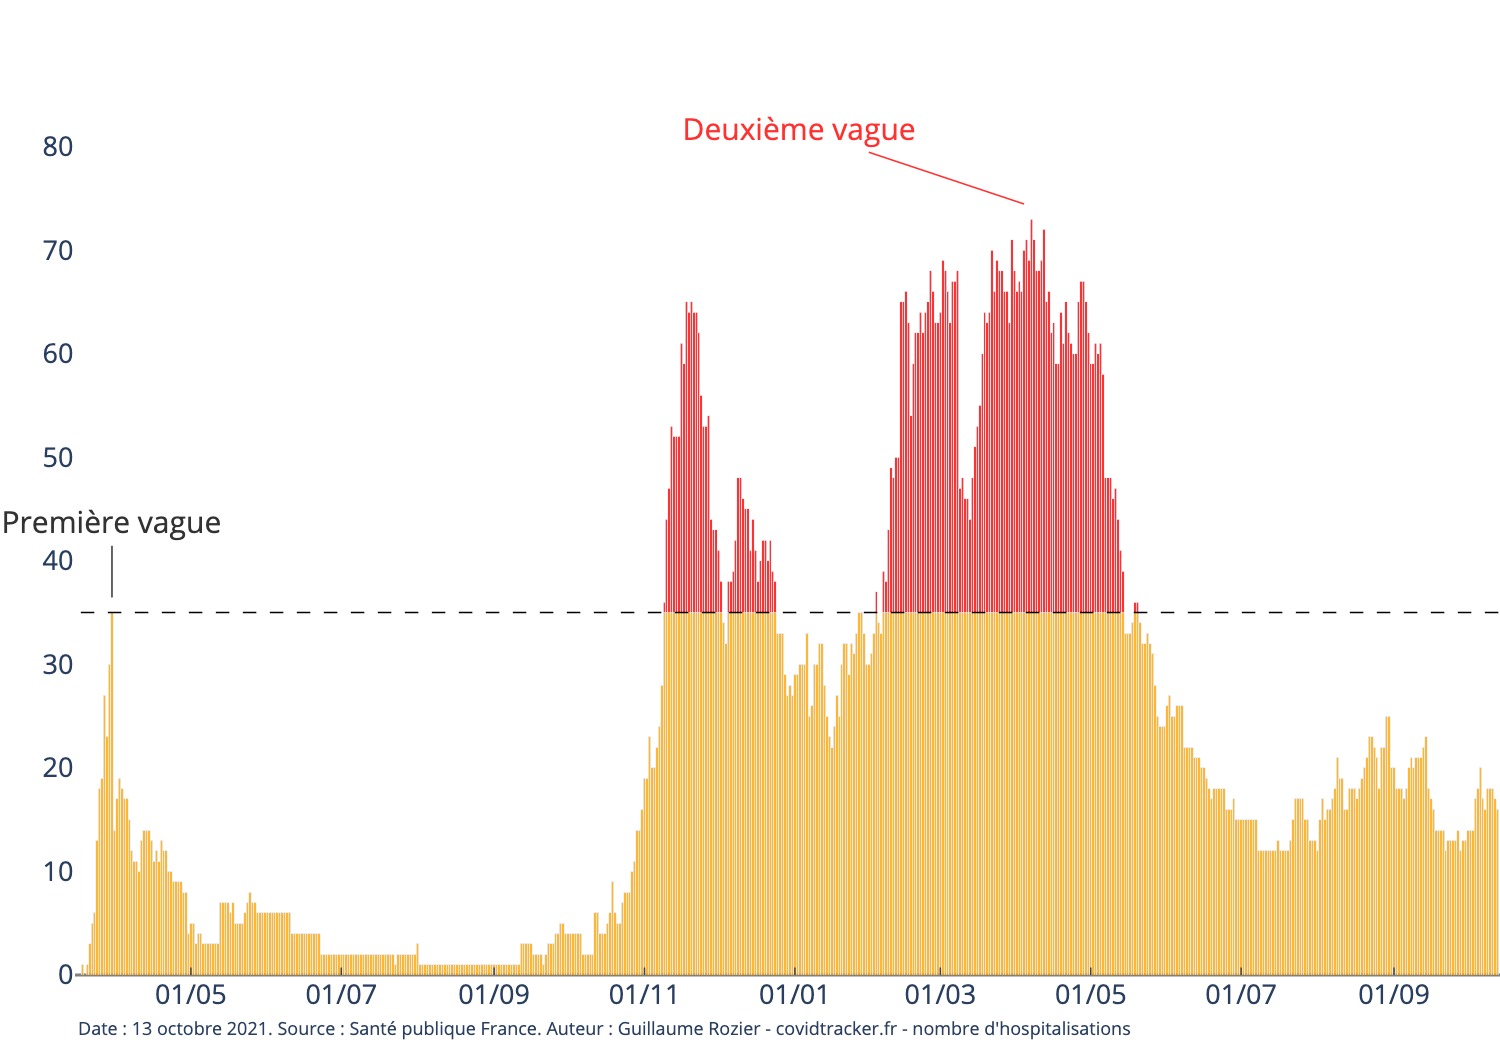 Deuxième vague
80
70
60
50
Première vague
40
30
20
10
0
01/05 01/07 01/09 01/11 01/01 01/03 01/05 01/07 01/09
Date : 13 octobre 2021. Source : Santé publique France. Auteur : Guillaume Rozier - covidtracker.fr - nombre d'hospitalisations